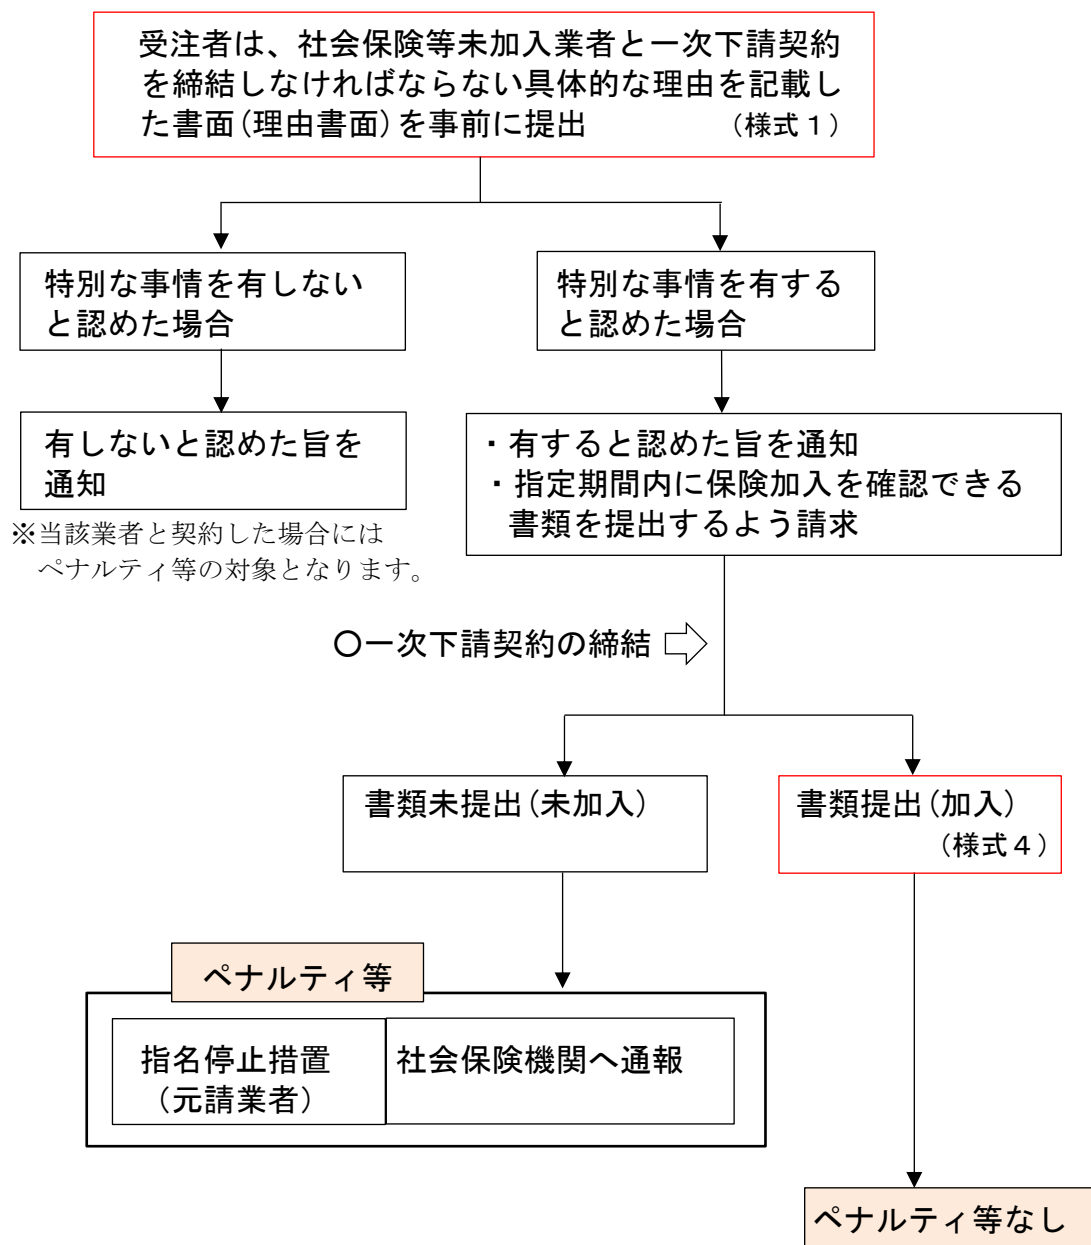 受注者は、社会保険等未加入業者と一次下請契約
を締結しなければならない具体的な理由を記載し
た書面(理由書面)を事前に提出　　　（様式１）
特別な事情を有しない
と認めた場合
特別な事情を有する
と認めた場合
有しないと認めた旨を
通知
・有すると認めた旨を通知
・指定期間内に保険加入を確認できる
書類を提出するよう請求
※当該業者と契約した場合には
ペナルティ等の対象となります。
〇一次下請契約の締結
書類未提出(未加入)
書類提出(加入)
（様式４）
ペナルティ等
指名停止措置
（元請業者）
社会保険機関へ通報
ペナルティ等なし